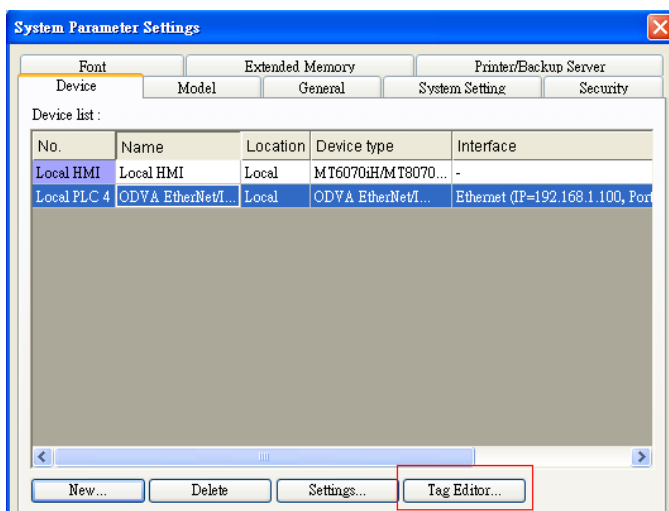 System Parameter Settings
Font Extended Memory Printer/Backup Server
Device Model General System Setting Security
Device list :
No. Name Location Device type Interface
Local HMI Local HMI Local MT6070iH/MT8070... -
Local PLC 4 ODVA EtherNet/I... Local ODVA EtherNet/I... Ethernet (IP=192.168.1.100, Port
New... Delete Settings... Tag Editor...